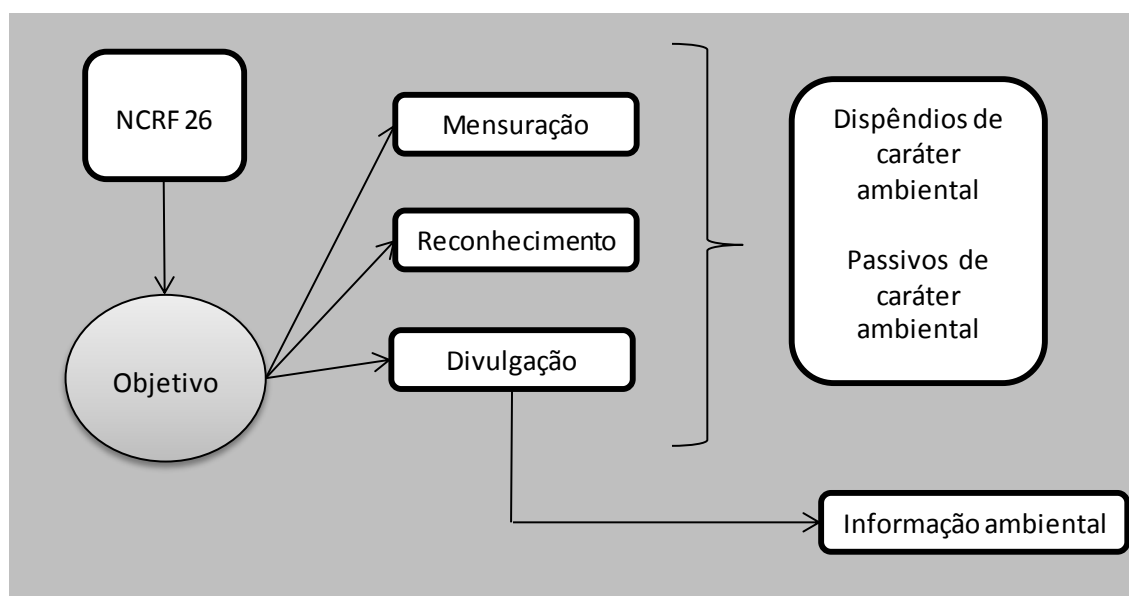 NCRF 26
Objetivo
Mensuração
Reconhecimento
Divulgação
Dispêndios de
caráter
ambiental
Passivos de
caráter
ambiental
Informação ambiental